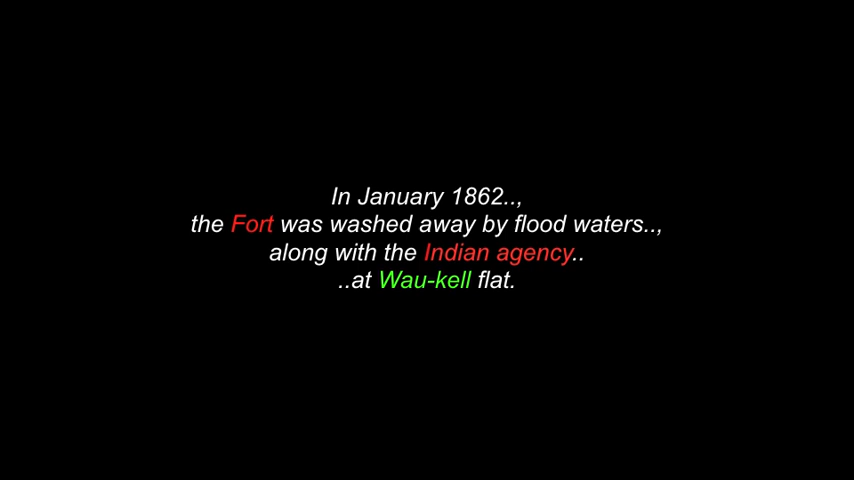 In January 1862..,
the Fort was washed away by flood waters..,
along with the Indian agency..
..at Wau-kell flat.